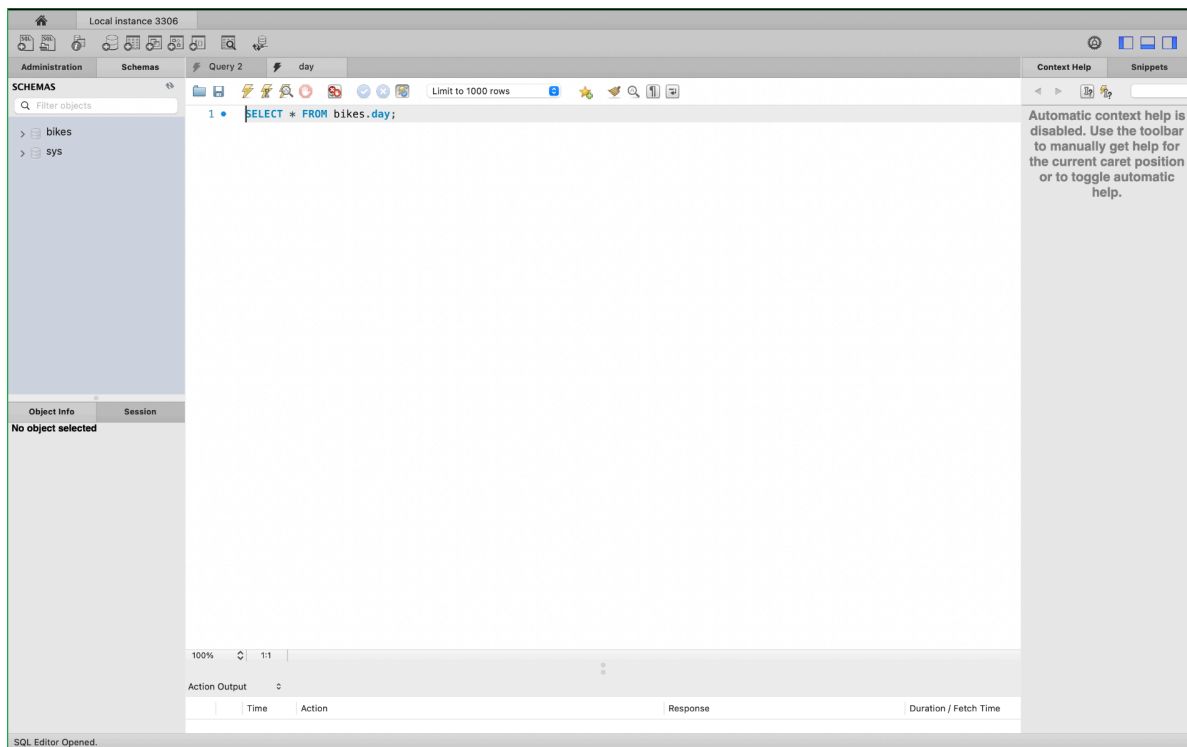 Local instance 3306
SQL SQL
Administration Schemas
Query 2 day
Context Help Snippets
SCHEMAS
Filter objects
Limit to 1000 rows
bikes
sys
1 SELECT * FROM bikes.day;
Automatic context help is
disabled. Use the toolbar
to manually get help for
the current caret position
or to toggle automatic
help.
Object Info Session
No object selected
100% 1:1
Action Output
Time Action Response Duration / Fetch Time
SQL Editor Opened.